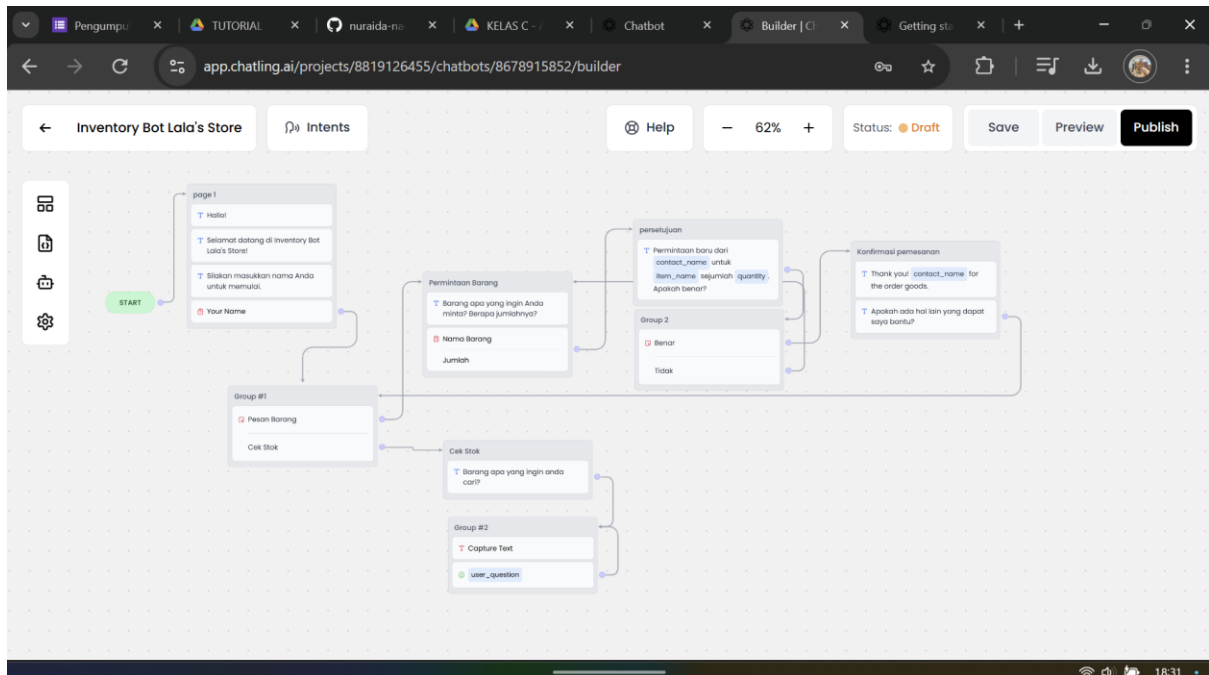 Pengumpu
TUTORIAL
nuraida-na
KELAS C - A
Chatbot
Builder | Ch
Getting sta
app.chatling.ai/projects/8819126455/chatbots/8678915852/builder
Inventory Bot Lala's Store
Intents
Help
62%
Status: Draft
Save
Preview
Publish
START
page 1
Hallo!
Selamat datang di Inventory Bot
Lala's Store!
Silakan masukkan nama Anda
untuk memulai.
Your Name
Group #1
Pesan Barang
Cek Stok
Permintaan Barang
Barang apa yang ingin Anda
minta? Berapa jumlahnya?
Nama Barang
Jumlah
persetujuan
Permintaan baru dari
contact_name untuk
item_name sejumlah quantity .
Apakah benar?
Group 2
Benar
Tidak
Konfirmasi pemesanan
Thank you! contact_name for
the order goods.
Apakah ada hal lain yang dapat
saya bantu?
Cek Stok
Barang apa yang ingin anda
cari?
Group #2
Capture Text
user_question
18:31